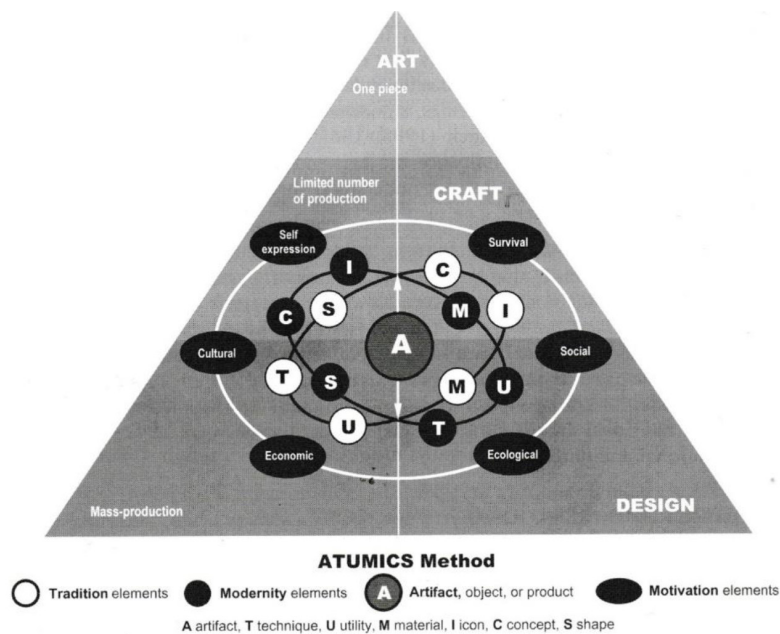 ART
One piece
Limited number
of production
CRAFT
Self
expression
Survival
I
C
S
C
M
I
A
Cultural
Social
T
S
M
U
U
T
Economic
Ecological
Mass-production
DESIGN
ATUMICS Method
Tradition elements
Modernity elements
A
Artifact, object, or product
Motivation elements
A artifact, T technique, U utility, M material, I icon, C concept, S shape